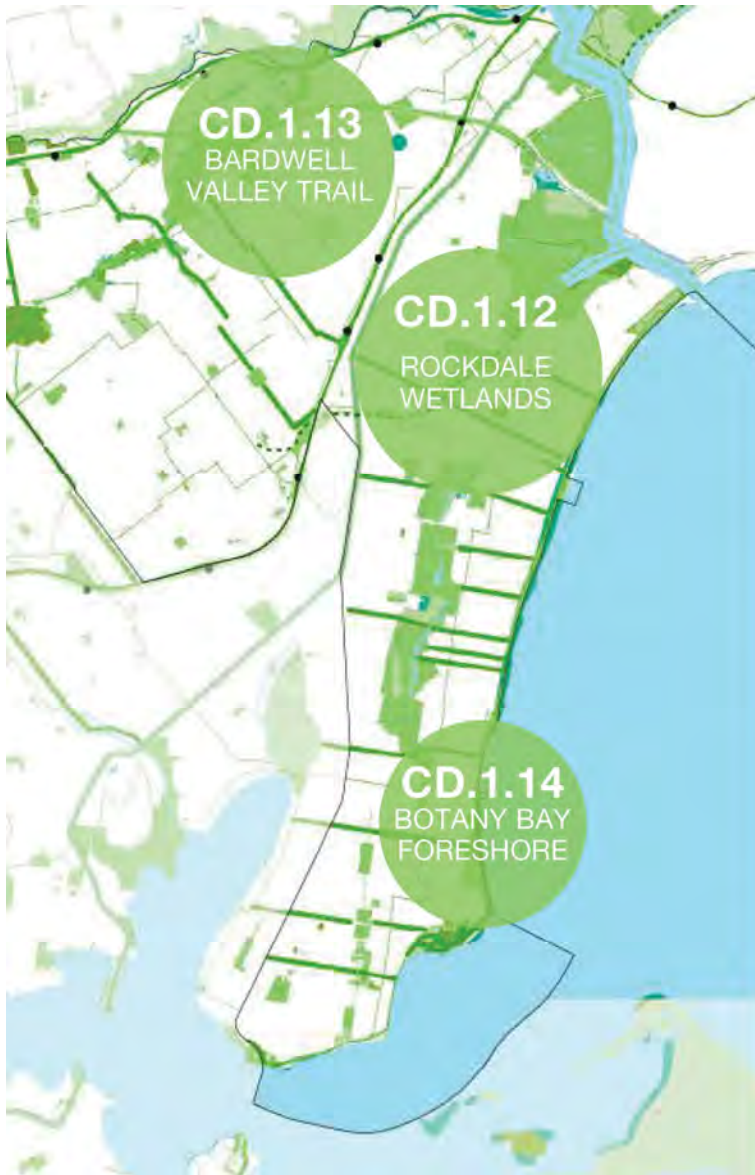 CD.1.13
BARDWELL
VALLEY TRAIL
CD.1.12
ROCKDALE
WETLANDS
CD.1.14
BOTANY BAY
FORESHORE